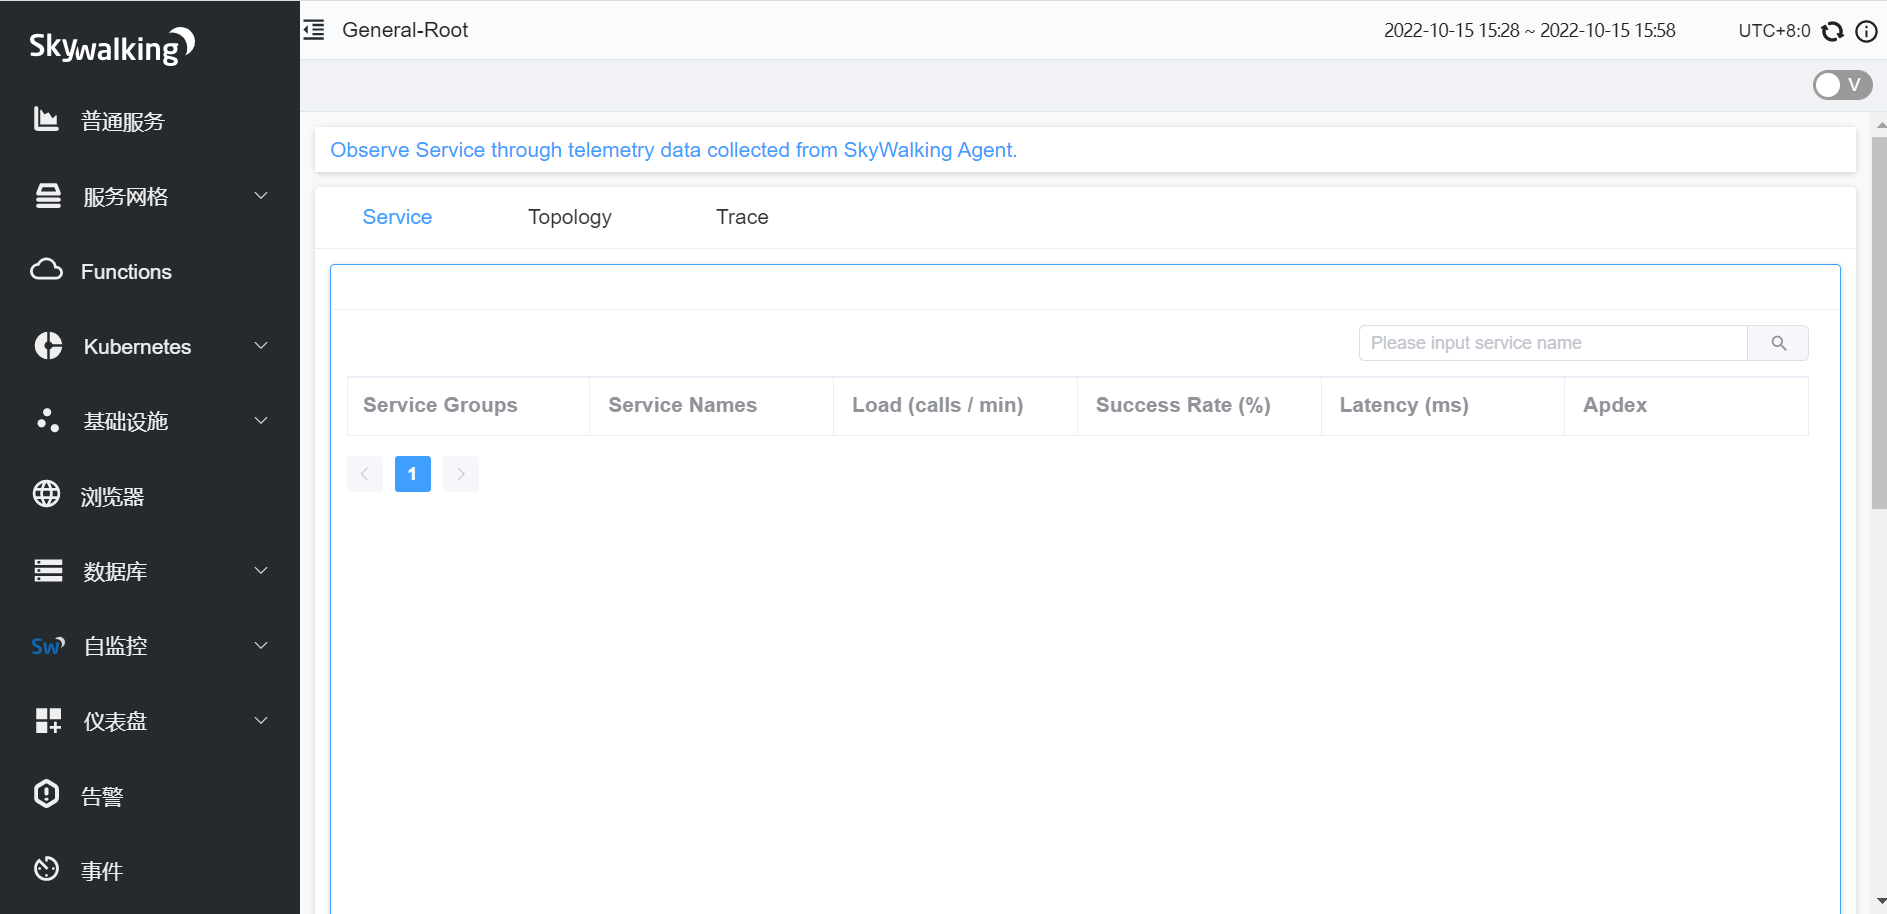 Skywalking
普通服务
服务网格
Functions
Kubernetes
基础设施
浏览器
数据库
Sw 自监控
仪表盘
告警
事件
General-Root
2022-10-15 15:28 ~ 2022-10-15 15:58
UTC+8:0
V
Observe Service through telemetry data collected from SkyWalking Agent.
Service Topology Trace
Please input service name
Service Groups Service Names Load (calls / min) Success Rate (%) Latency (ms) Apdex
1